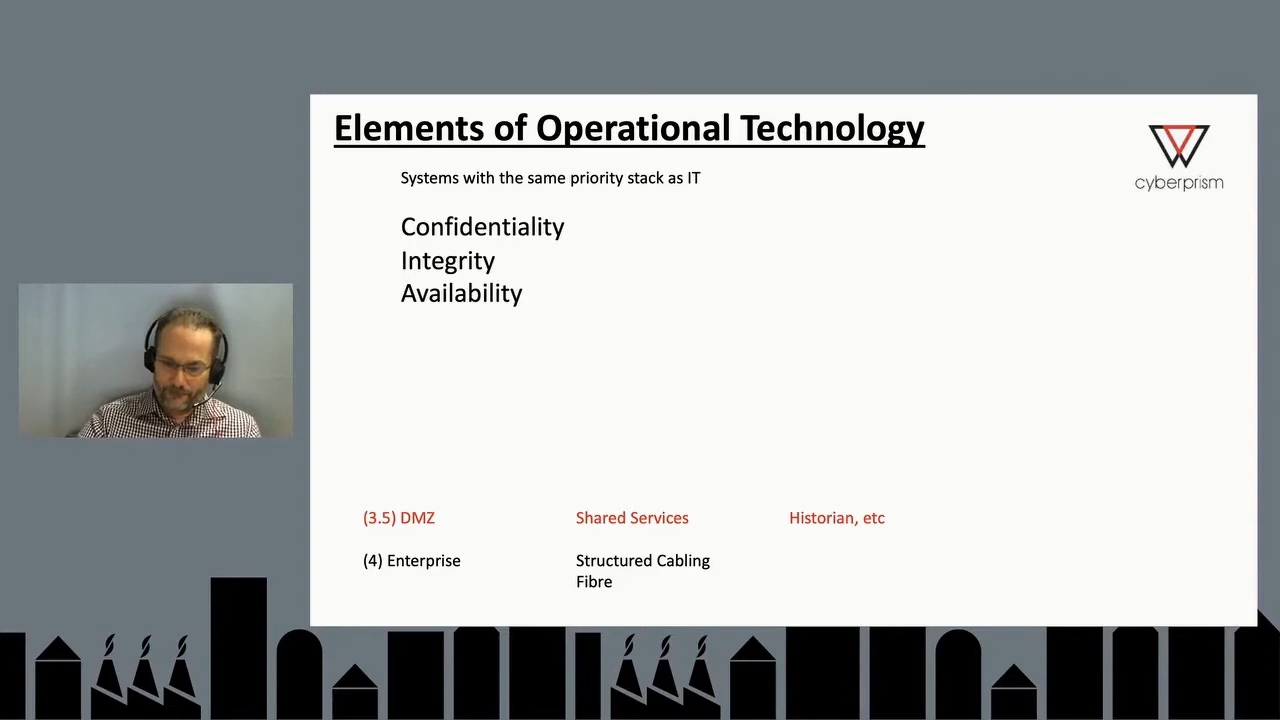 Elements of Operational Technology
Systems with the same priority stack as IT
cyberprism
Confidentiality
Integrity
Availability
(3.5) DMZ Shared Services Historian, etc
(4) Enterprise Structured Cabling
Fibre